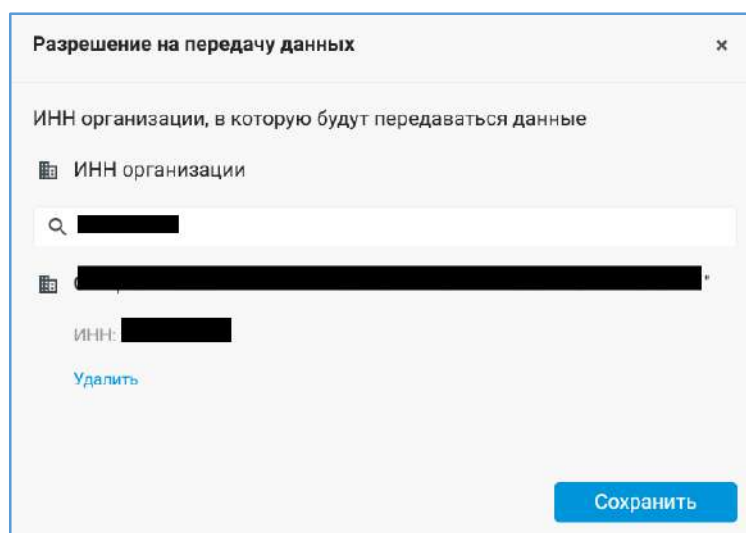 Разрешение на передачу данных
ИНН организации, в которую будут передаваться данные
ИНН организации
ИНН:
Удалить
Сохранить